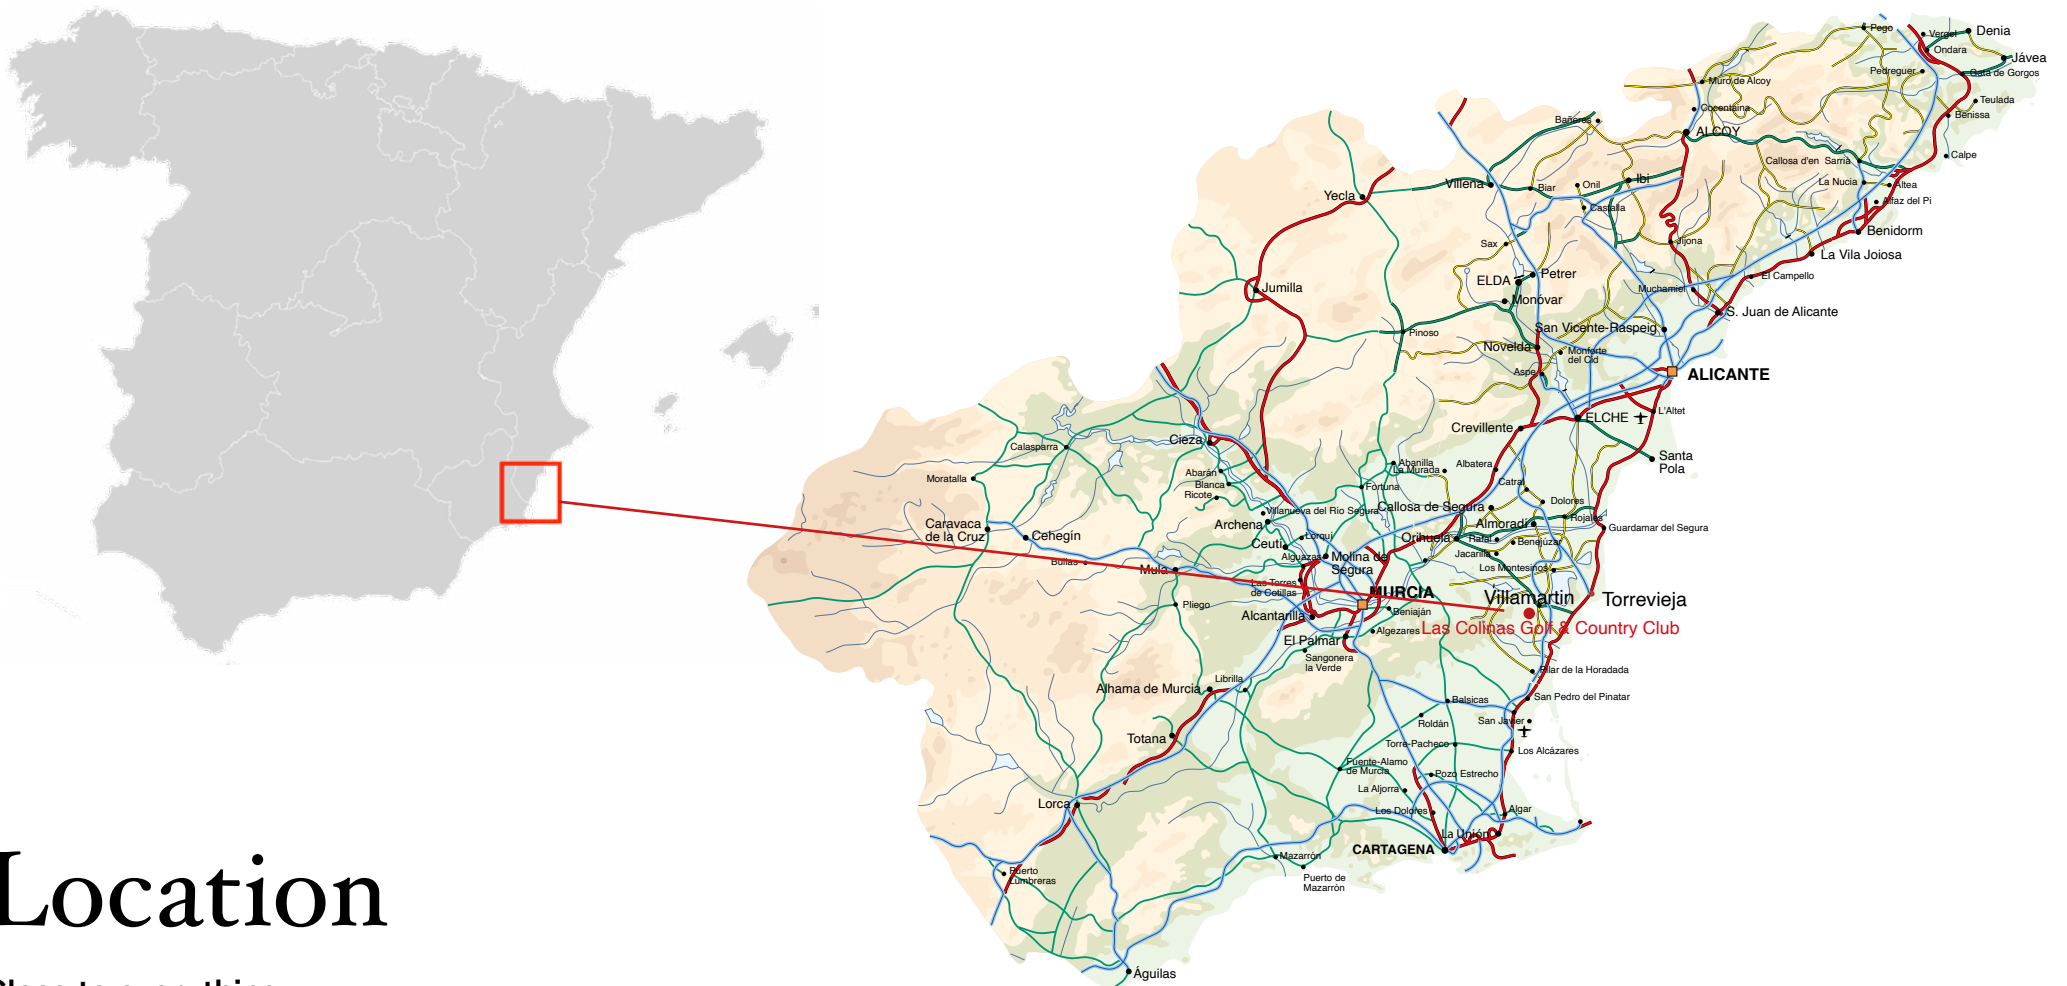 Pego
Vergel
Denia
Ondara
Jávea
Pedreguer
Gata de Gorgos
Muro de Alcoy
Teulada
Cocentaina
Benissa
Bañeres
ALCOY
Calpe
Callosa d'en Sarria
Yecla
Villena
Biar
Onil
Ibi
La Nucia
Altea
Castalla
Alfaz del Pi
Sax
Jijona
Benidorm
La Vila Joiosa
Petrer
ELDA
El Campello
Jumilla
Muchamiel
Monóvar
S. Juan de Alicante
Pinoso
San Vicente-Raspeig
Novelda
Monforte
del Cid
Aspe
ALICANTE
L'Altet
ELCHE
Crevillente
Cieza
Calasparra
Santa
Pola
Abanilla
La Murada
Albatera
Abarán
Moratalla
Blanca
Fortuna
Catral
Ricote
Dolores
Villanueva del Río Segura
Callosa de Segura
Caravaca
de la Cruz
Archena
Almoradí
Rojales
Guardamar del Segura
Cehegín
Lorquí
Orihuela
Rafal
Benejúzar
Ceutí
Jacarilla
Alguazas
Molina de
Segura
Bullas
Mula
Los Montesinos
Las Torres
de Cotillas
MURCIA
Villamartin
Torrevieja
Pliego
Beniaján
Alcantarilla
Algezares
Las Colinas Golf & Country Club
El Palmar
Sangonera
la Verde
Pilar de la Horadada
Librilla
Alhama de Murcia
Balsicas
San Pedro del Pinatar
Roldán
San Javier
Totana
Torre-Pacheco
Los Alcázares
Fuente-Alamo
de Murcia
Pozo Estrecho
La Aljorra
Lorca
Los Dolores
Algar
La Unión
CARTAGENA
Mazarrón
Puerto
Lumbreras
Puerto de
Mazarrón
Águilas
Location